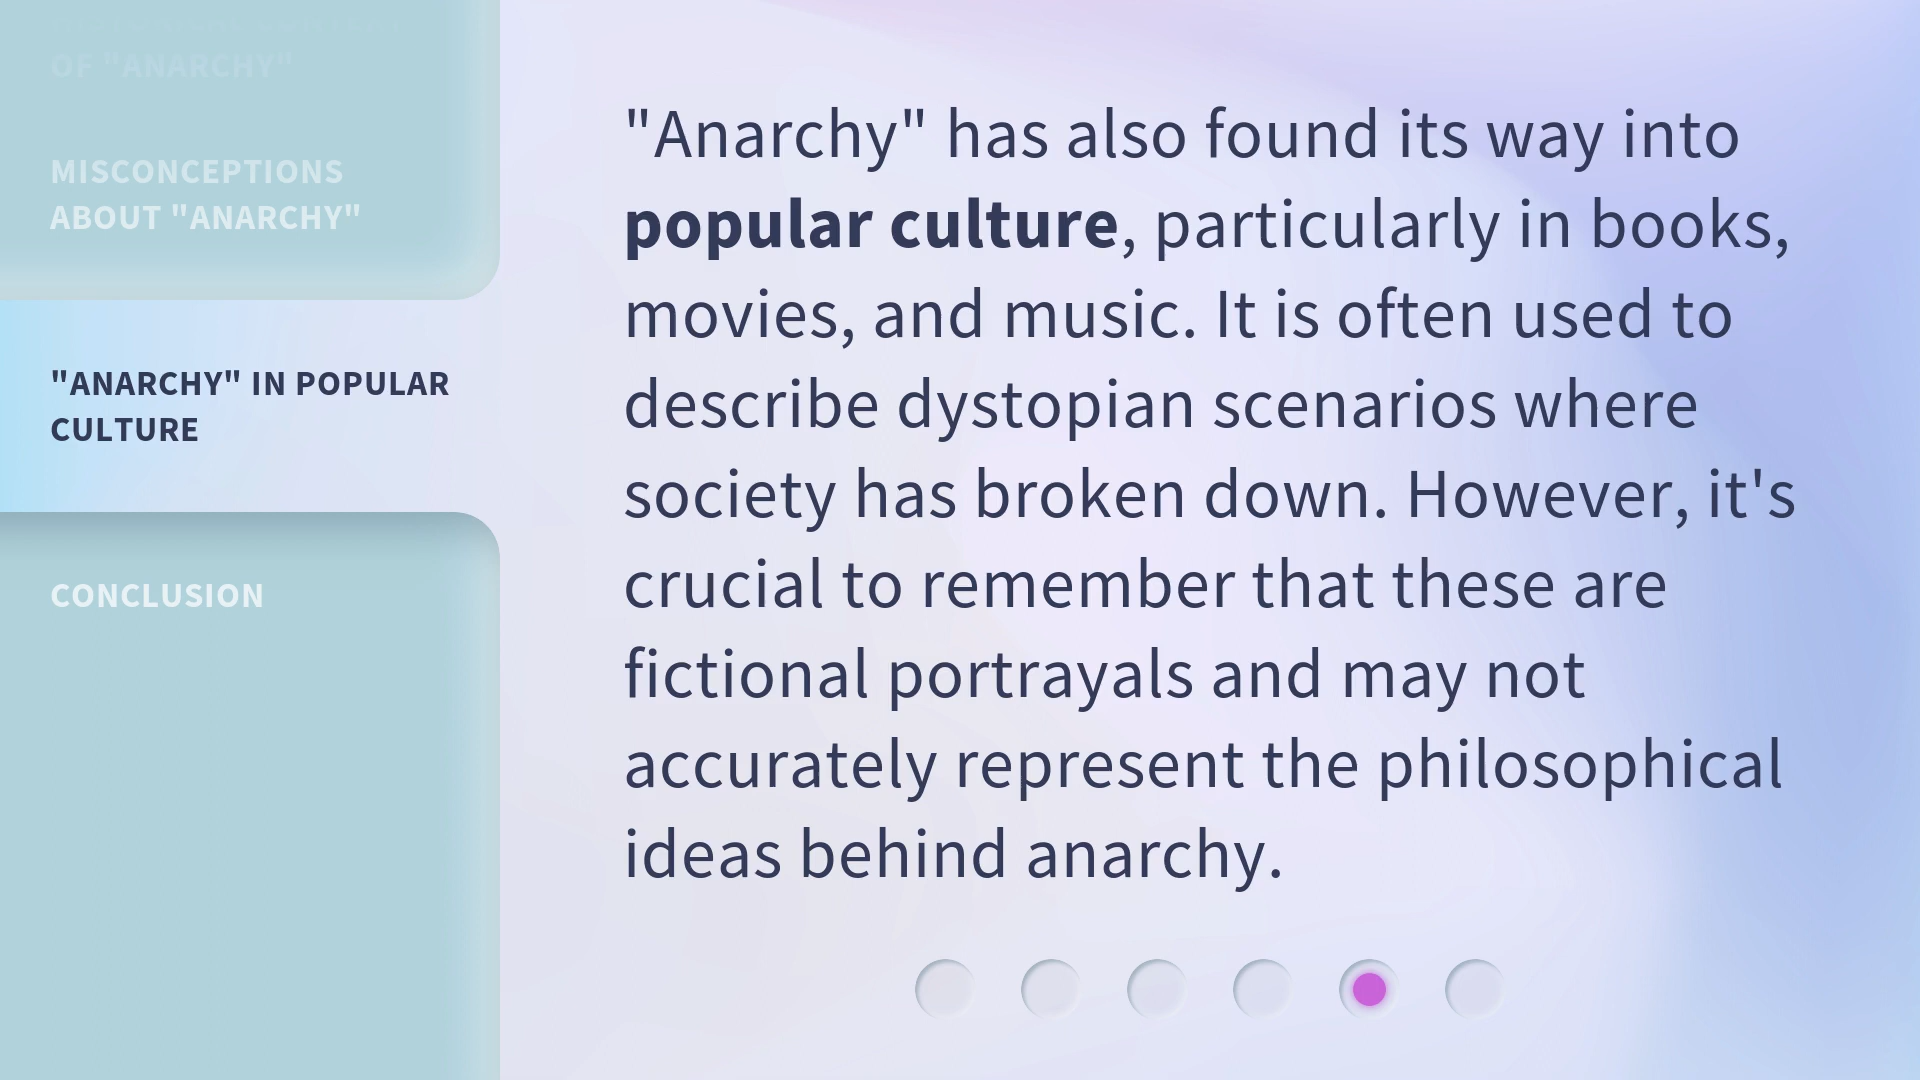 OF "ANARCHY"
MISCONCEPTIONS
ABOUT "ANARCHY"
"ANARCHY" IN POPULAR
CULTURE
CONCLUSION
"Anarchy" has also found its way into
popular culture, particularly in books,
movies, and music. It is often used to
describe dystopian scenarios where
society has broken down. However, it's
crucial to remember that these are
fictional portrayals and may not
accurately represent the philosophical
ideas behind anarchy.